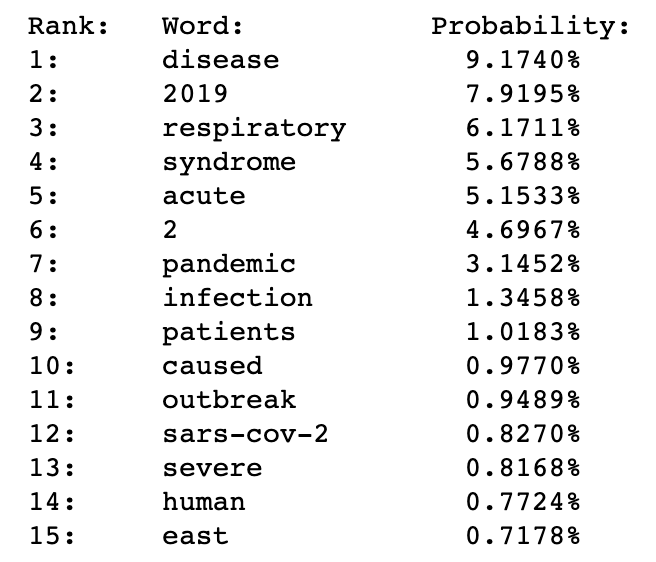 Rank: Word: Probability:
1: disease 9.1740%
2: 2019 7.9195%
3: respiratory 6.1711%
4: syndrome 5.6788%
5: acute 5.1533%
6: 2 4.6967%
7: pandemic 3.1452%
8: infection 1.3458%
9: patients 1.0183%
10: caused 0.9770%
11: outbreak 0.9489%
12: sars-cov-2 0.8270%
13: severe 0.8168%
14: human 0.7724%
15: east 0.7178%